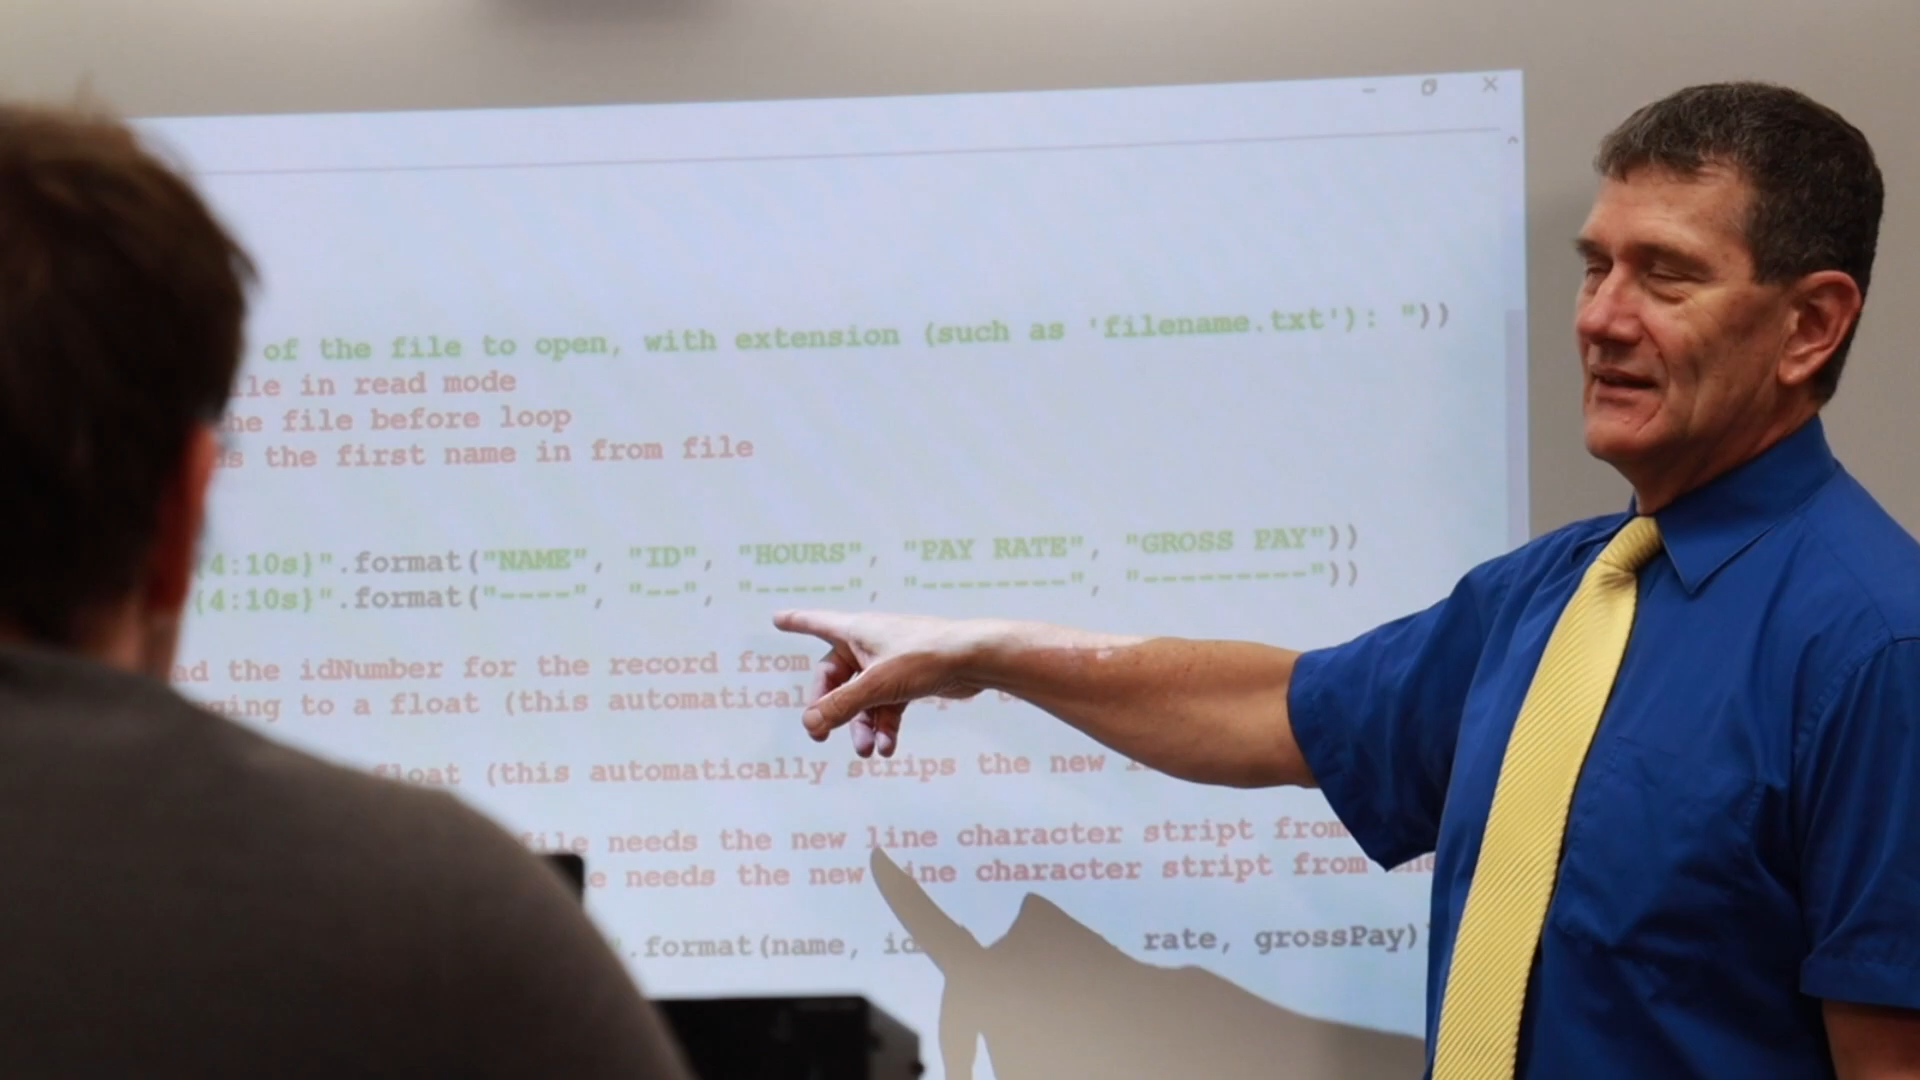 of the file to open, with extension (such as 'filename.txt'): "))
in read mode
file before loop
the first name in from file
{4:10s}".format("NAME", "ID", "HOURS", "PAY RATE", "GROSS PAY"))
{4:10s}".format("----", "--", "-----", "--------", "---------"))
the idNumber for the record from
to a float (this
float (this automatically strips the new
needs the new line character stript from
needs the new line character stript from
.format(name, rate, grossPay)